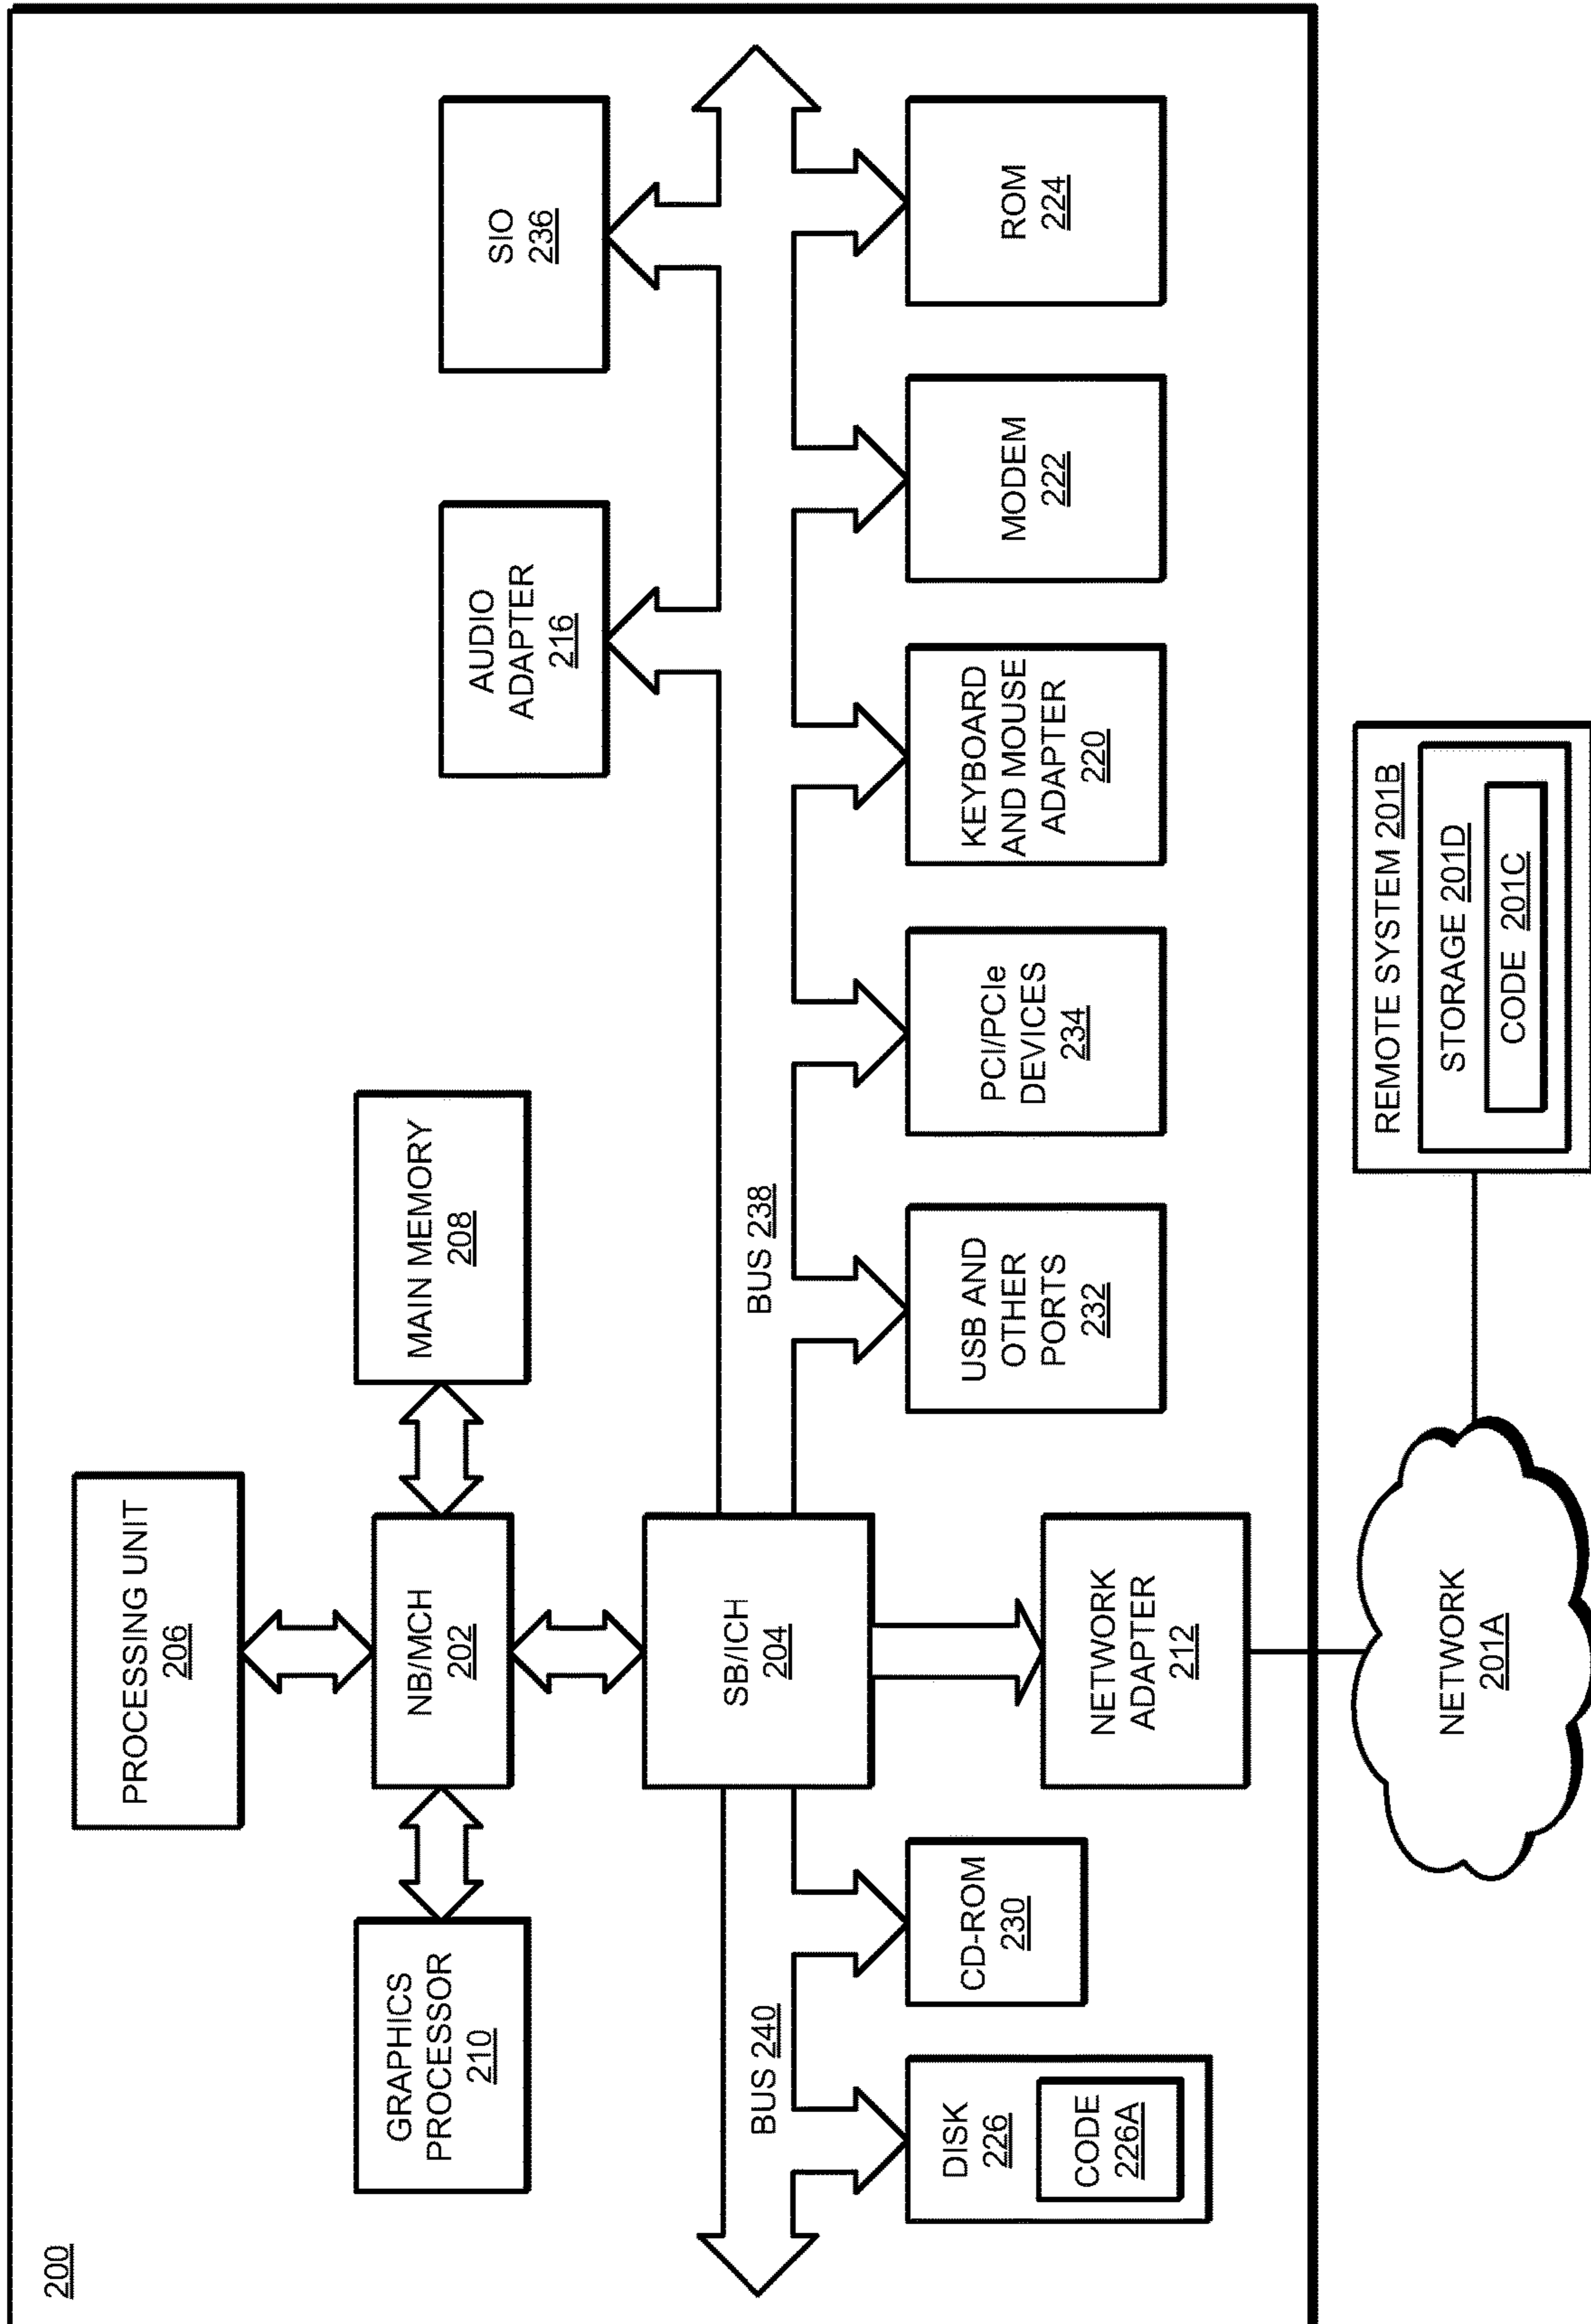 200
PROCESSING UNIT
206
GRAPHICS
PROCESSOR
210
NB/MCH
202
MAIN MEMORY
208
AUDIO
ADAPTER
216
SIO
236
SB/ICH
204
BUS 240
BUS 238
DISK
226
CODE
226A
CD-ROM
230
NETWORK
ADAPTER
212
USB AND
OTHER
PORTS
232
PCI/PCIe
DEVICES
234
KEYBOARD
AND MOUSE
ADAPTER
220
MODEM
222
ROM
224
NETWORK
201A
REMOTE SYSTEM 201B
STORAGE 201D
CODE 201C